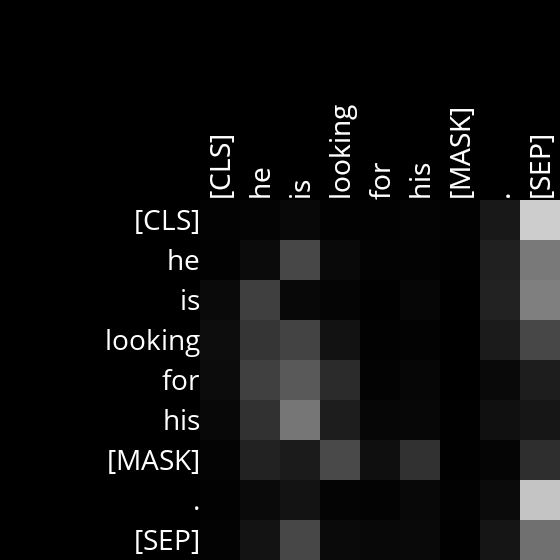 [CLS] he is looking for his [MASK] . [SEP]
[CLS]
he
is
looking
for
his
[MASK]
.
[SEP]